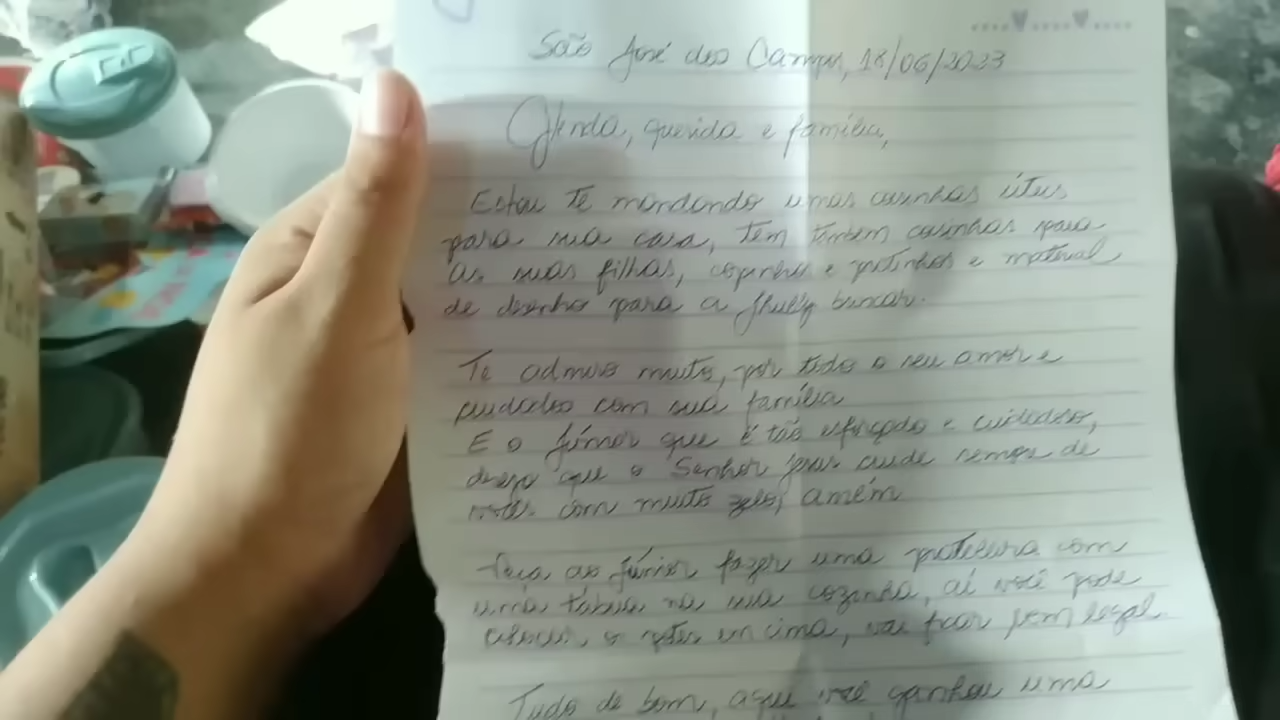 São José dos Campos, 18/06/2023
Glenda, querida e família,
Estou te mandando umas coisinhas úteis
para sua casa, tem também coisinhas para
as suas filhas, copinhos e potinhos e material
de desenho para a Jhully brincar.
Te admiro muito, por todo o seu amor e
cuidados com sua família
E o Júnior que é tão esforçado e cuidadoso,
desejo que o Senhor Jesus cuide sempre de
vocês com muito zelo, amém
Peça ao Júnior fazer uma prateleira com
uma tábua na sua cozinha, aí você pode
colocar os potes em cima, vai ficar bem legal.
Tudo de bom, aqui você ganhou uma